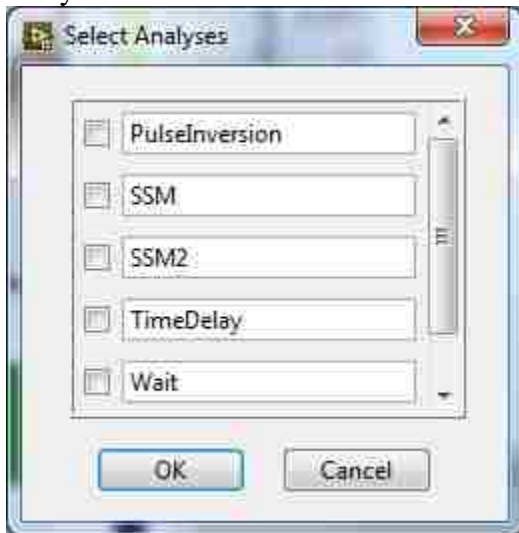 Select Analyses
PulseInversion
SSM
SSM2
TimeDelay
Wait
OK
Cancel